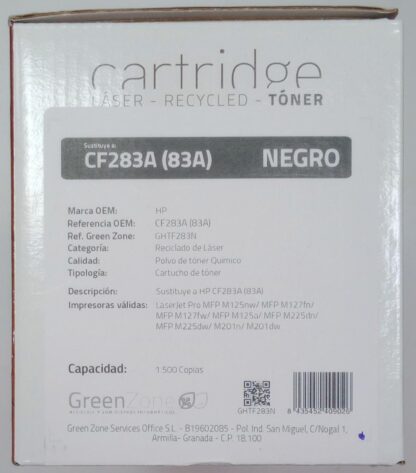 cartridge
LÁSER - RECYCLED - TÓNER
Sustituye a:
CF283A (83A) NEGRO
Marca OEM: HP
Referencia OEM: CF283A (83A)
Ref. Green Zone: GHTF283N
Categoría: Reciclado de Láser
Calidad: Polvo de tóner Químico
Tipología: Cartucho de tóner
Descripción: Sustituye a HP CF283A (83A)
Impresoras válidas: LaserJet Pro MFP M125nw/ MFP M127fn/
MFP M127fw/ MFP M125a/ MFP M225dn/
MFP M225dw/ M201n/ M201dw
Capacidad: 1.500 Copias
GreenZone
GHTF283N
8 435452 409020
Green Zone Services Office S.L. - B19602085 - Pol. Ind. San Miguel, C/Nogal 1,
Armilla- Granada - C.P. 18.100